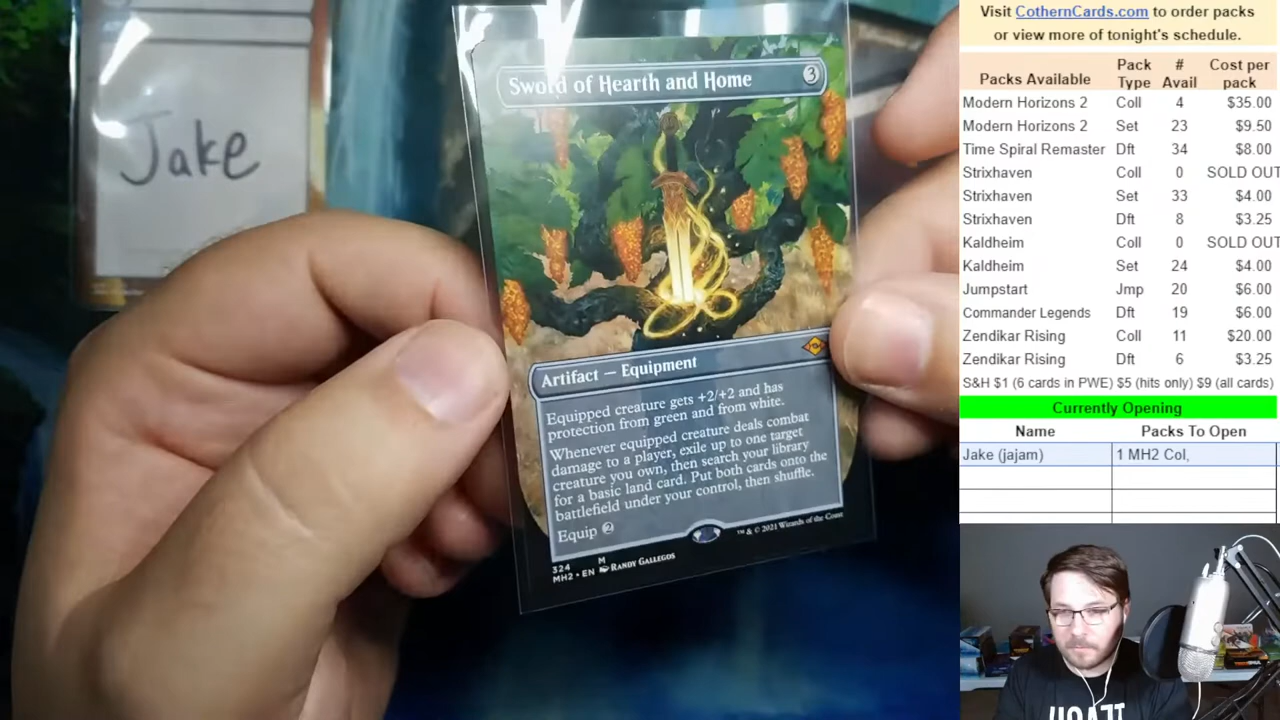 Jake
Sword of Hearth and Home 3
Artifact — Equipment
Equipped creature gets +2/+2 and has
protection from green and from white.
Whenever equipped creature deals combat
damage to a player, exile up to one target
creature you own, then search your library
for a basic land card. Put both cards onto the
battlefield under your control, then shuffle.
Equip 2
324 M
MH2 • EN Randy Gallegos
™ & © 2021 Wizards of the Coast
Visit CothernCards.com to order packs
or view more of tonight's schedule.
Packs Available Pack Type # Avail Cost per pack
Modern Horizons 2 Coll 4 $35.00
Modern Horizons 2 Set 23 $9.50
Time Spiral Remaster Dft 34 $8.00
Strixhaven Coll 0 SOLD OUT
Strixhaven Set 33 $4.00
Strixhaven Dft 8 $3.25
Kaldheim Coll 0 SOLD OUT
Kaldheim Set 24 $4.00
Jumpstart Jmp 20 $6.00
Commander Legends Dft 19 $6.00
Zendikar Rising Coll 11 $20.00
Zendikar Rising Dft 6 $3.25
S&H $1 (6 cards in PWE) $5 (hits only) $9 (all cards)
Currently Opening
Name Packs To Open
Jake (jajam) 1 MH2 Col,